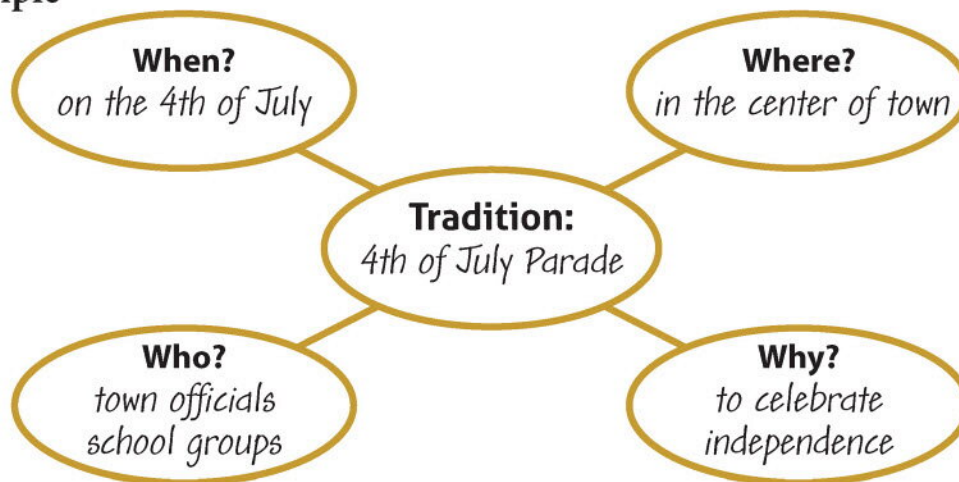 When?
on the 4th of July
Where?
in the center of town
Tradition:
4th of July Parade
Who?
town officials
school groups
Why?
to celebrate
independence